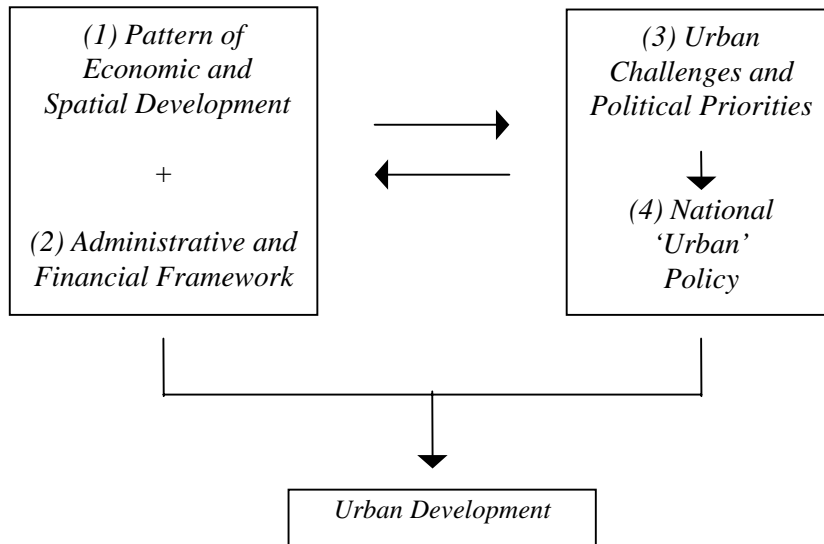 (1) Pattern of
Economic and
Spatial Development
+
(2) Administrative and
Financial Framework
(3) Urban
Challenges and
Political Priorities
(4) National
‘Urban’
Policy
Urban Development